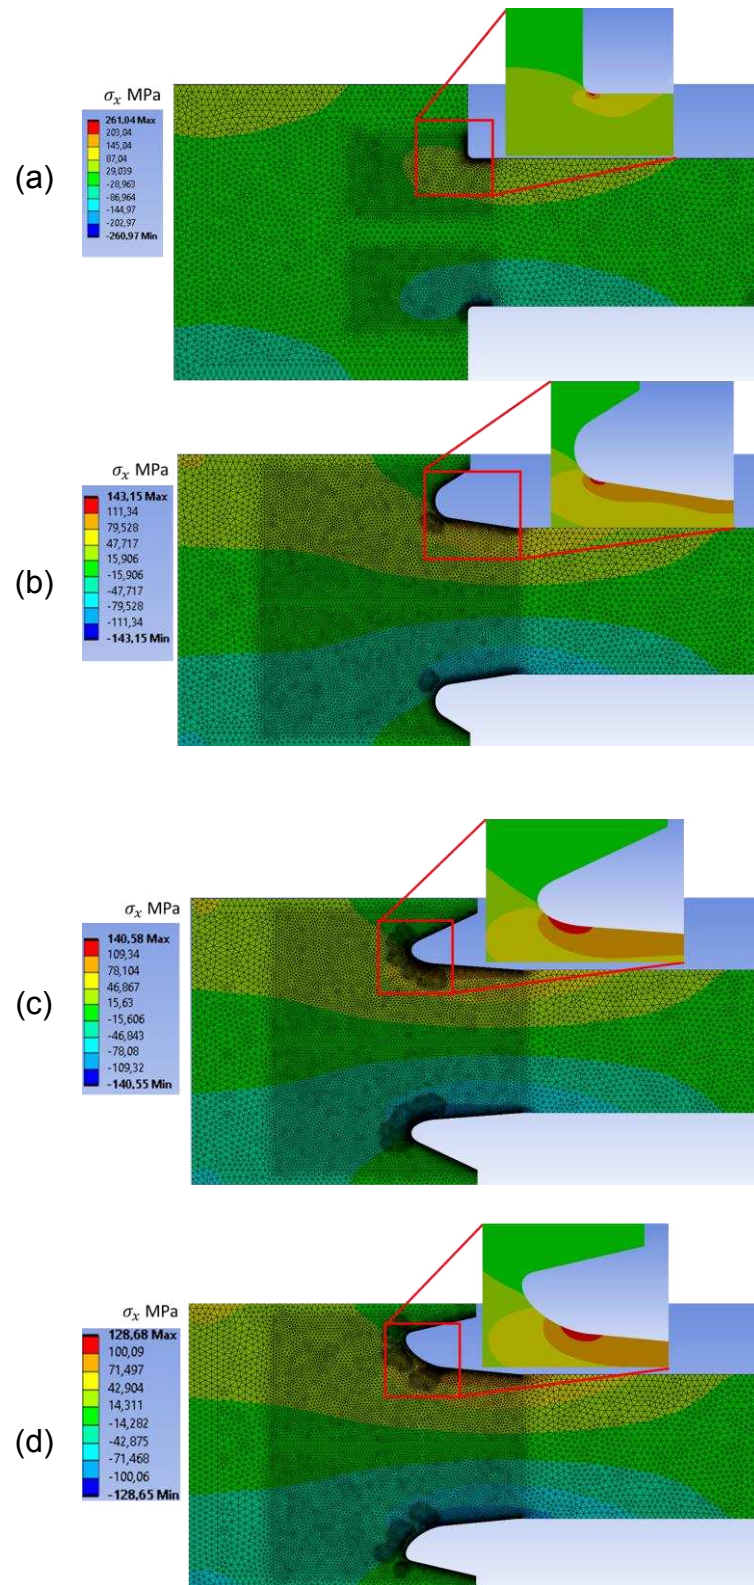 σx MPa
261,04 Max
203,04
145,04
87,04
29,039
-28,963
-86,964
-144,97
-202,97
-260,97 Min
(a)
σx MPa
143,15 Max
111,34
79,528
47,717
15,906
-15,906
-47,717
-79,528
-111,34
-143,15 Min
(b)
σx MPa
140,58 Max
109,34
78,104
46,867
15,63
-15,606
-46,843
-78,08
-109,32
-140,55 Min
(c)
σx MPa
128,68 Max
100,09
71,497
42,904
14,311
-14,282
-42,875
-71,468
-100,06
-128,65 Min
(d)